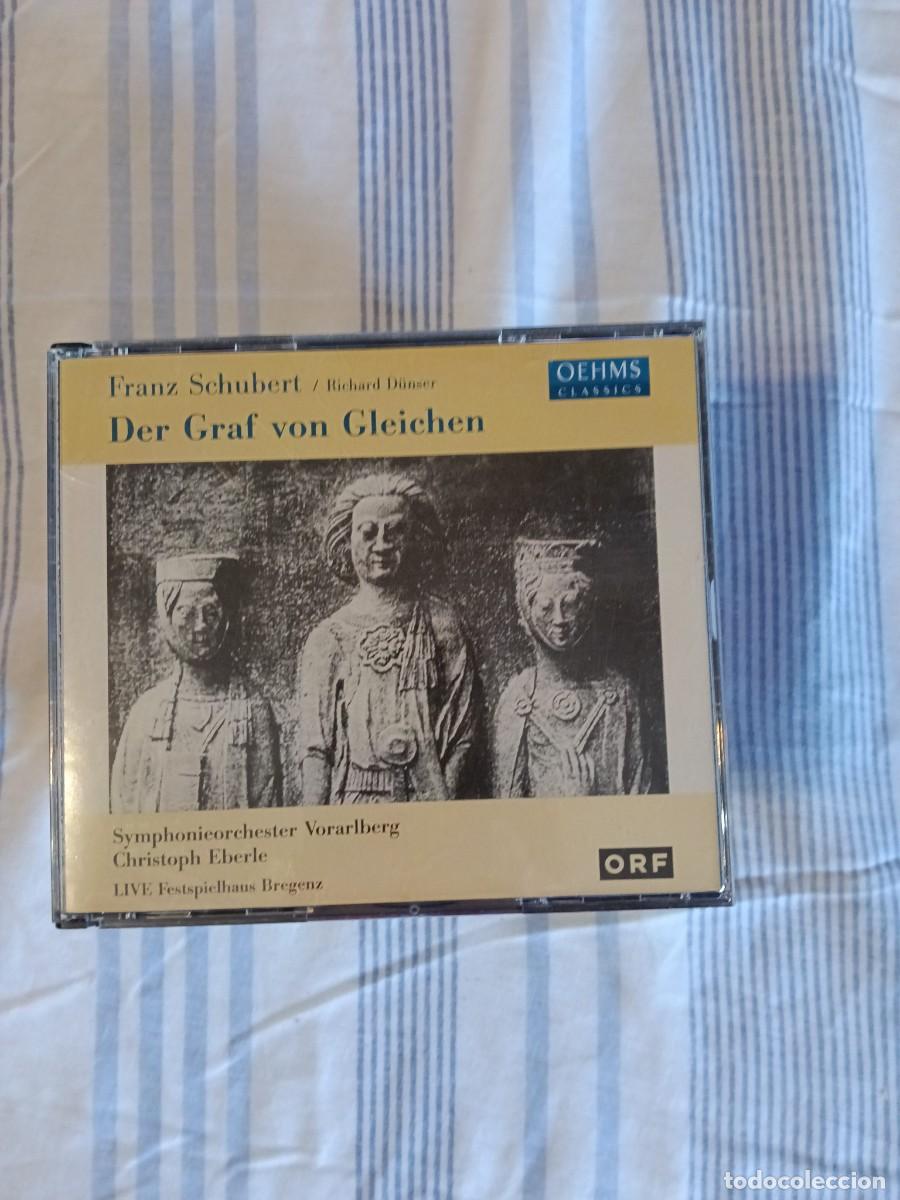 Franz Schubert / Richard Dünser
OEHMS
CLASSICS
Der Graf von Gleichen
Symphonieorchester Vorarlberg
Christoph Eberle
LIVE Festspielhaus Bregenz
ORF
todocoleccion